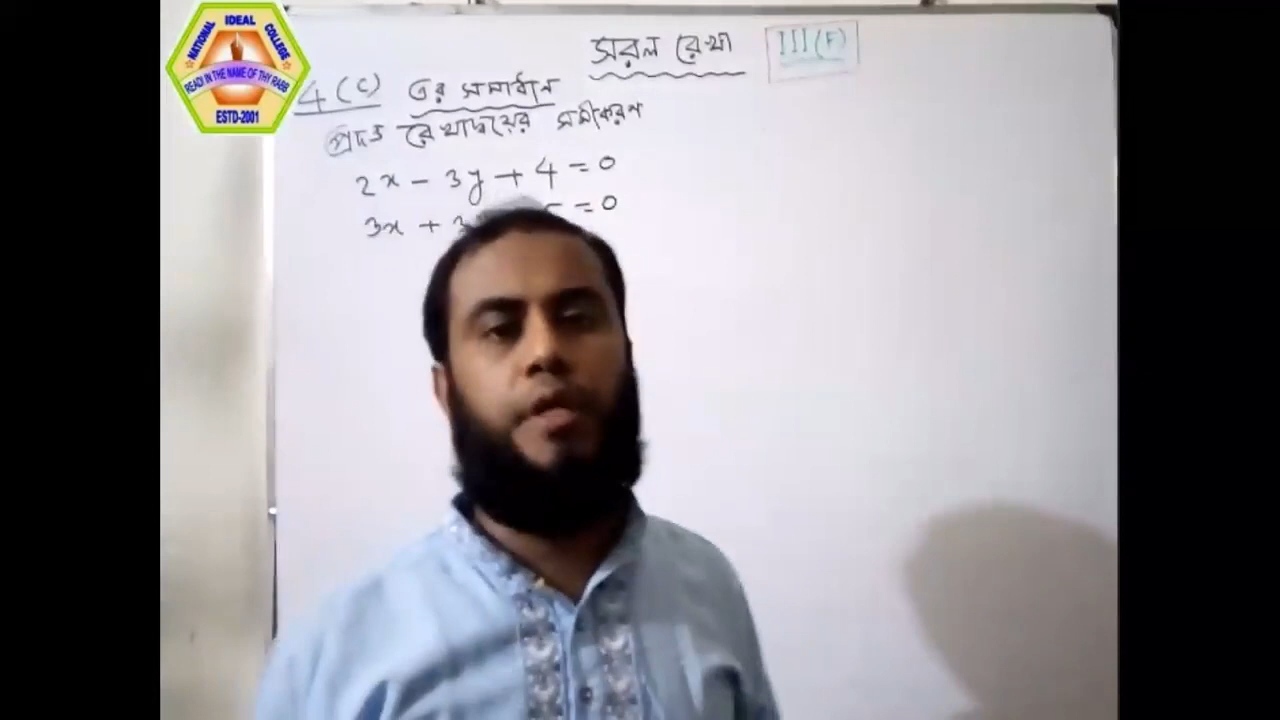 NATIONAL IDEAL COLLEGE
READ! IN THE NAME OF THY RABB
ESTD-2001
সরল রেখা
III(F)
4(c) এর সমাধান
প্রদত্ত রেখাদ্বয়ের সমীকরণ
2x - 3y + 4 = 0
3x + 3 = 0